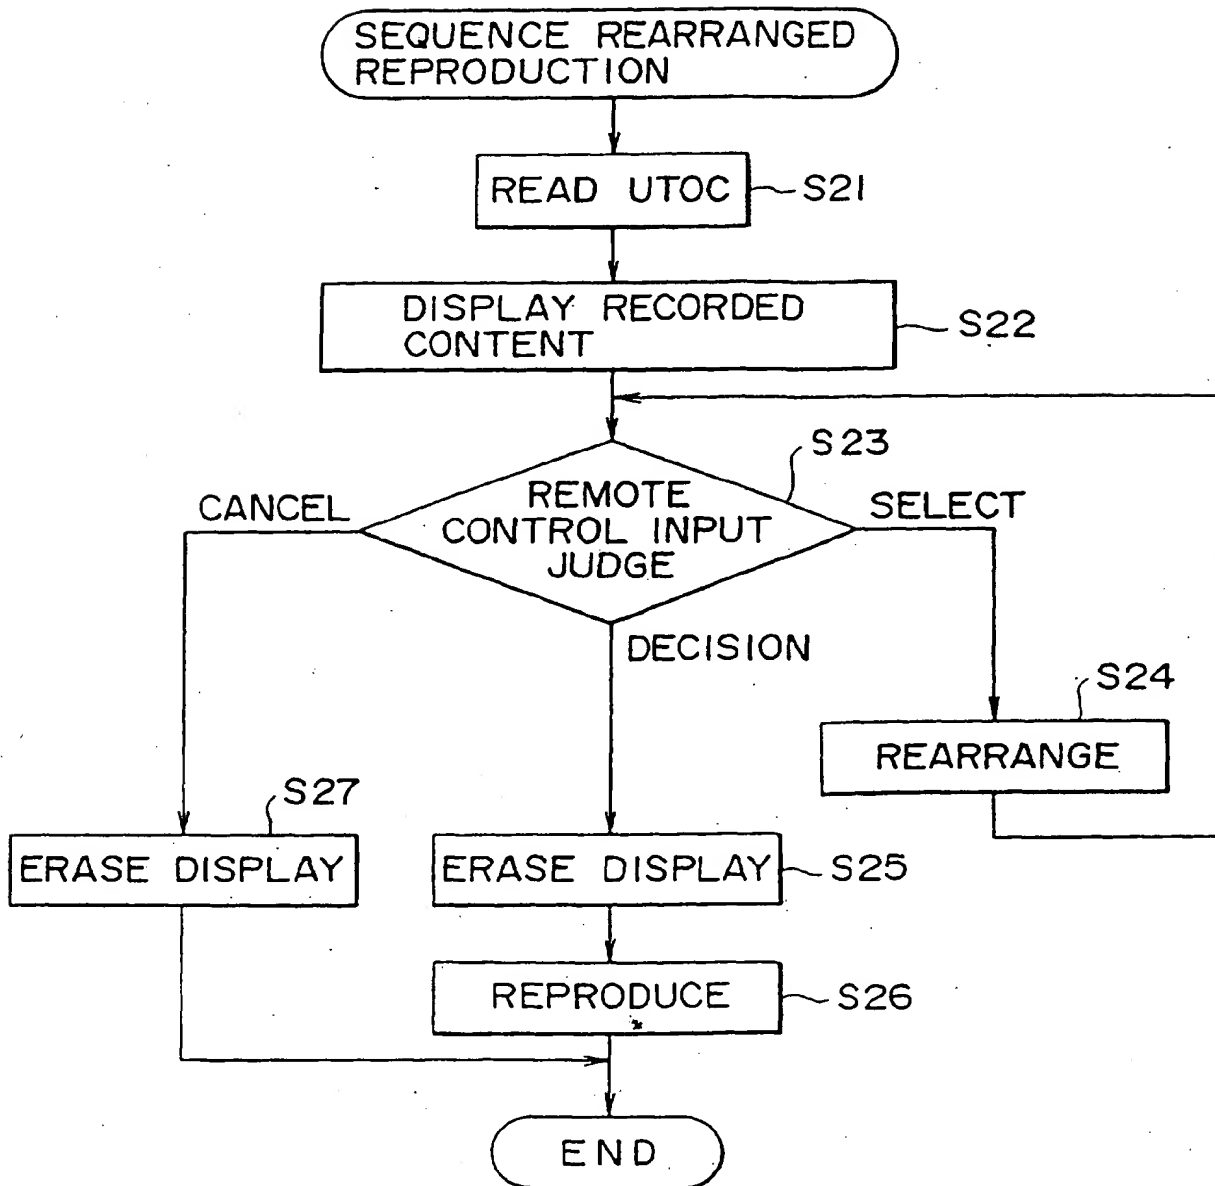 SEQUENCE REARRANGED
REPRODUCTION
READ UTOC
S21
DISPLAY RECORDED
CONTENT
S22
S23
CANCEL
REMOTE
CONTROL INPUT
JUDGE
SELECT
DECISION
S24
REARRANGE
S27
ERASE DISPLAY
ERASE DISPLAY
S25
REPRODUCE
S26
END